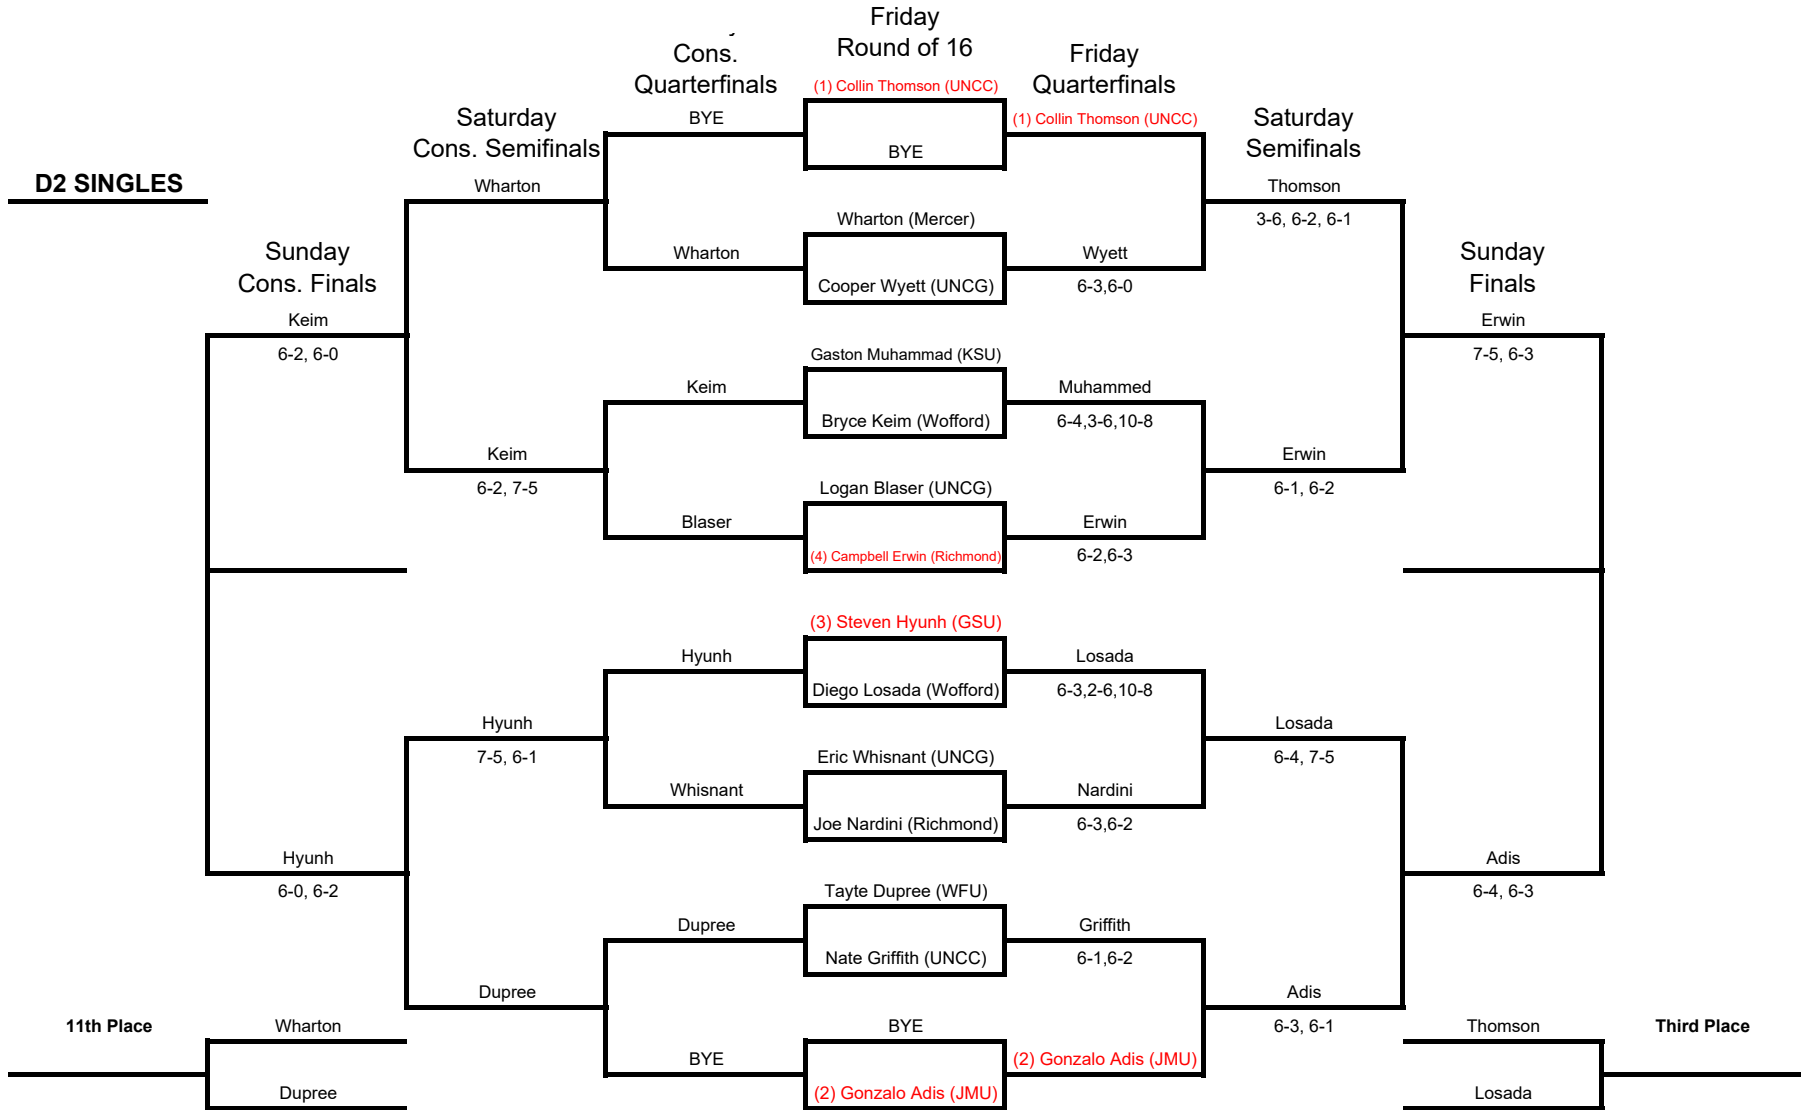 Friday
Round of 16
Cons.
Quarterfinals
Friday
Quarterfinals
(1) Collin Thomson (UNCC)
Saturday
Cons. Semifinals
BYE
(1) Collin Thomson (UNCC)
Saturday
Semifinals
BYE
D2 SINGLES
Wharton
Thomson
3-6, 6-2, 6-1
Wharton (Mercer)
Sunday
Cons. Finals
Wharton
Wyett
Sunday
Finals
Cooper Wyett (UNCG)
6-3,6-0
Keim
Erwin
6-2, 6-0
Gaston Muhammad (KSU)
7-5, 6-3
Keim
Muhammed
Bryce Keim (Wofford)
6-4,3-6,10-8
Keim
Erwin
6-2, 7-5
Logan Blaser (UNCG)
6-1, 6-2
Blaser
Erwin
(4) Campbell Erwin (Richmond)
6-2,6-3
(3) Steven Hyunh (GSU)
Hyunh
Losada
Diego Losada (Wofford)
6-3,2-6,10-8
Hyunh
Losada
7-5, 6-1
Eric Whisnant (UNCG)
6-4, 7-5
Whisnant
Nardini
Joe Nardini (Richmond)
6-3,6-2
Hyunh
Adis
6-0, 6-2
Tayte Dupree (WFU)
6-4, 6-3
Dupree
Griffith
Nate Griffith (UNCC)
6-1,6-2
Dupree
Adis
11th Place
Wharton
BYE
6-3, 6-1
Thomson
Third Place
BYE
(2) Gonzalo Adis (JMU)
Dupree
(2) Gonzalo Adis (JMU)
Losada